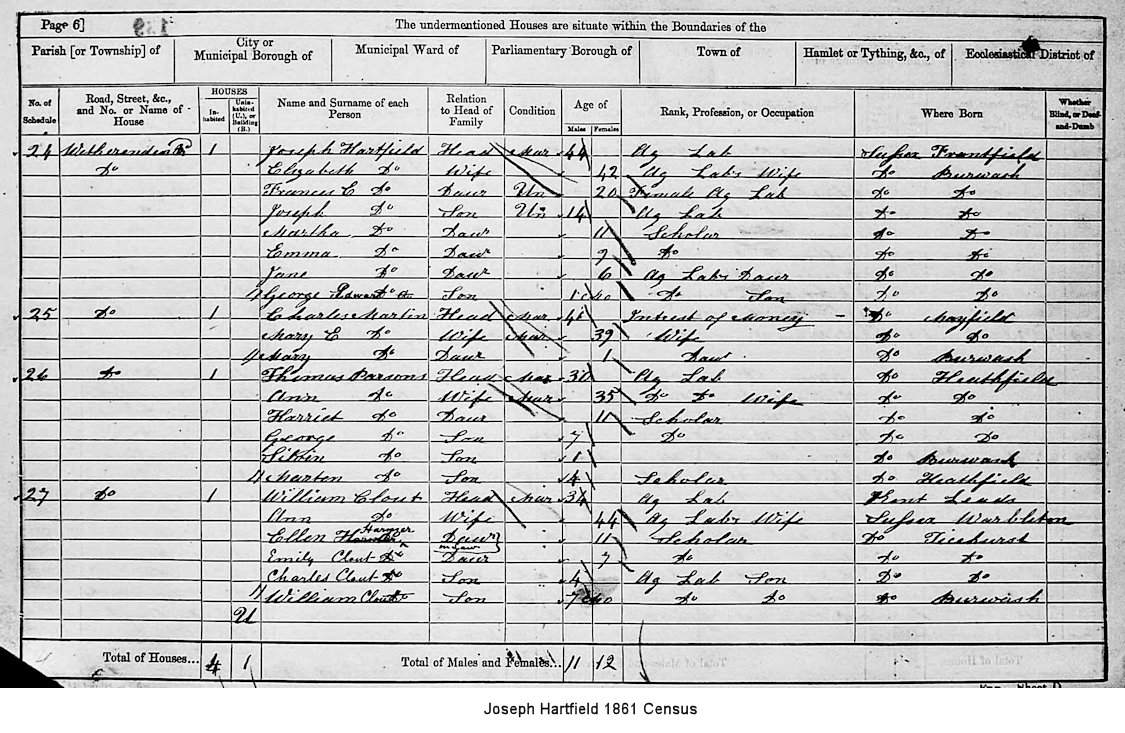 Page 6]
The undermentioned Houses are situate within the Boundaries of the
Parish [or Township] of
City or Municipal Borough of
Municipal Ward of
Parliamentary Borough of
Town of
Hamlet or Tything, &c., of
Ecclesiastical District of
No. of Schedule
Road, Street, &c., and No. or Name of House
HOUSES
In-habited
Unin-habited (U.), or Building (B.)
Name and Surname of each Person
Relation to Head of Family
Condition
Age of
Males
Females
Rank, Profession, or Occupation
Where Born
Whether Blind, or Deaf-and-Dumb
24 1 Joseph Hartfield Head Mar 44 Ag Lab Sussex Frantfield
Do Elizabeth Do Wife 42 Ag Labs Wife Do Burwash
Frances E Do Daur Un 20 Female Ag Lab Do Do
Joseph Do Son Un 14 Ag Lab Do Do
Martha Do Daur 11 Scholar Do Do
Emma Do Daur 9 Do Do Do
Jane Do Daur 6 Ag Labs Daur Do Do
George Edward Do Son 1 Do Son Do Do
25 Do 1 Charles Martin Head Mar Intrest of Money Do Mayfield
Mary E Do Wife Mar 39 Wife Do Do
Mary Do Daur 1 Daur Do Burwash
26 Do 1 Thomas Parsons Head Mar 30 Ag Lab Do Heathfield
Ann Do Wife Mar 35 Do Do Wife Do Do
Harriet Do Daur 11 Scholar Do Do
George Do Son 7 Do Do Do
Do Son 1 Do Burwash
Marten Do Son 4 Scholar Do Heathfield
27 Do 1 William Clout Head Mar 34 Ag Lab Kent Leeds
Ann Do Wife 44 Ag Labs Wife Sussex Warbleton
Ellen Harmer Daur in Law 11 Scholar Do Ticehurst
Emily Clout Do Daur 7 Do Do Do
Charles Clout Do Son 4 Ag Lab Son Do Do
William Clout Do Son 7 Do Do Do Burwash
U
Total of Houses... 4 1
Total of Males and Females... 11 12
Joseph Hartfield 1861 Census